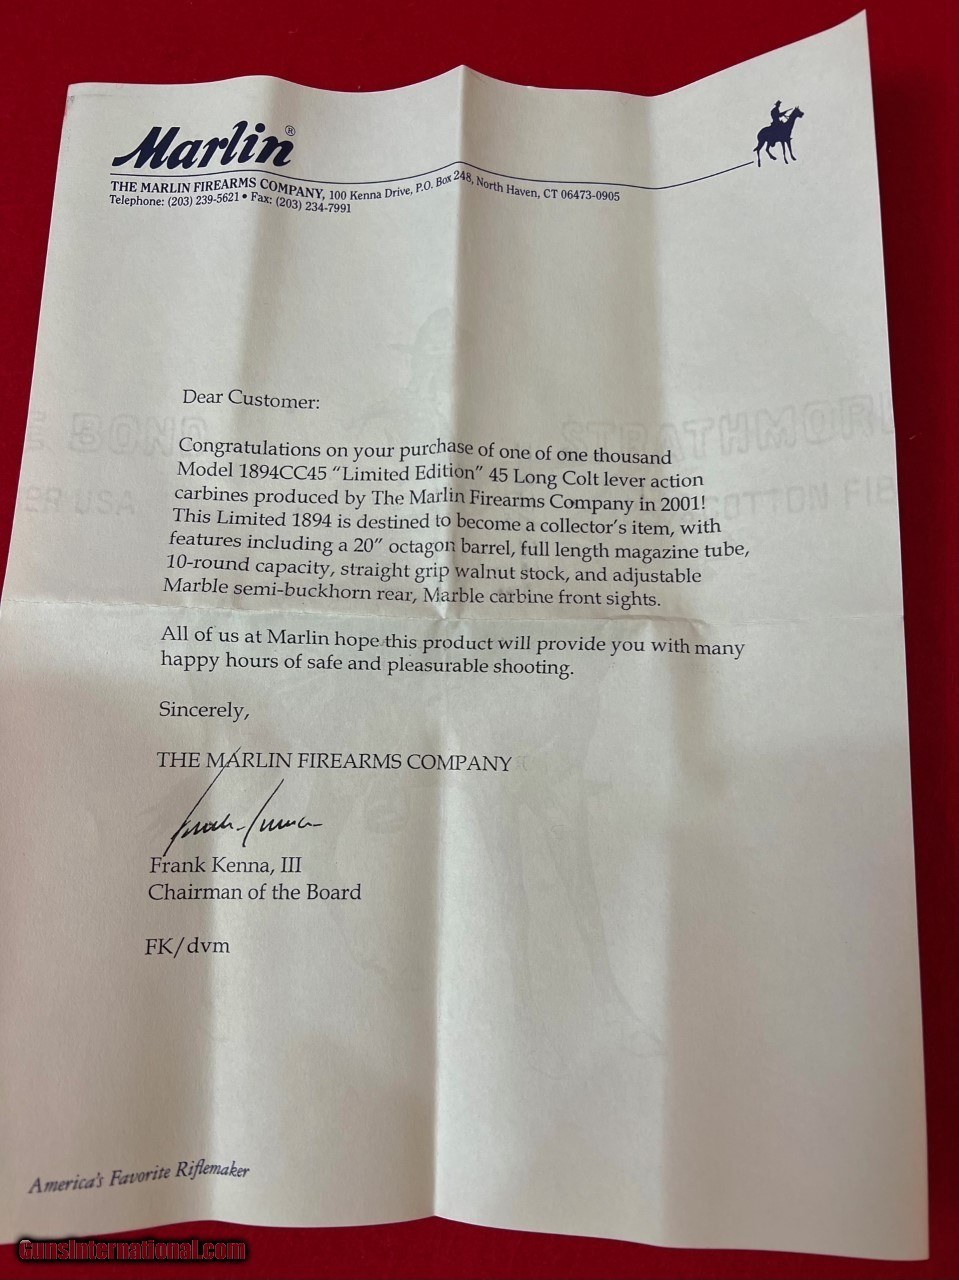 Marlin®
THE MARLIN FIREARMS COMPANY, 100 Kenna Drive, P.O. Box 248, North Haven, CT 06473-0905
Telephone: (203) 239-5621 • Fax: (203) 234-7991
Dear Customer:
E BOND
STRATHMORE
ER USA
COTTON FIB
Congratulations on your purchase of one of one thousand
Model 1894CC45 “Limited Edition” 45 Long Colt lever action
carbines produced by The Marlin Firearms Company in 2001!
This Limited 1894 is destined to become a collector's item, with
features including a 20" octagon barrel, full length magazine tube,
10-round capacity, straight grip walnut stock, and adjustable
Marble semi-buckhorn rear, Marble carbine front sights.
All of us at Marlin hope this product will provide you with many
happy hours of safe and pleasurable shooting.
Sincerely,
THE MARLIN FIREARMS COMPANY
Frank Kenna, III
Chairman of the Board
FK/dvm
America's Favorite Riflemaker
GunsInternational.com